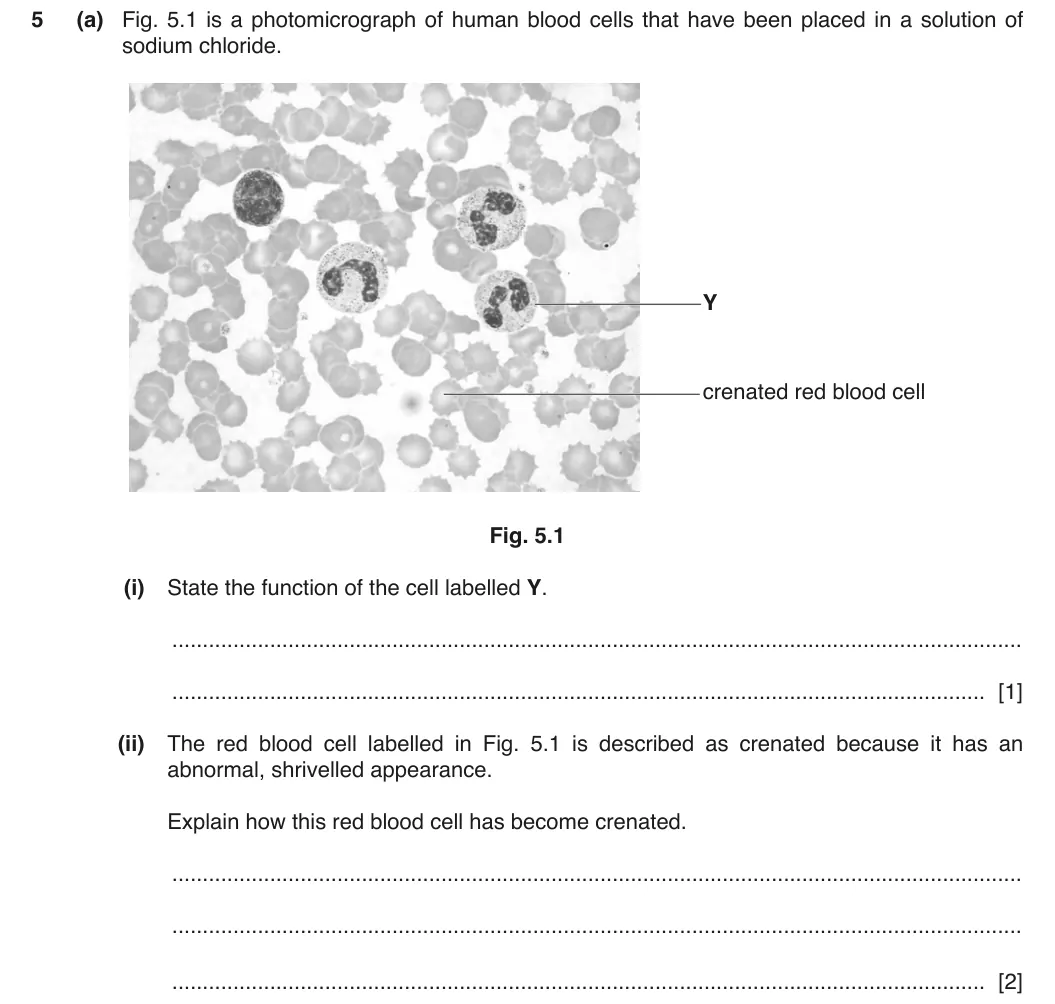 5 (a) Fig. 5.1 is a photomicrograph of human blood cells that have been placed in a solution of
sodium chloride.
Y
crenated red blood cell
Fig. 5.1
(i) State the function of the cell labelled Y.
...............................................................................................................................................
......................................................................................................................................... [1]
(ii) The red blood cell labelled in Fig. 5.1 is described as crenated because it has an
abnormal, shrivelled appearance.
Explain how this red blood cell has become crenated.
...............................................................................................................................................
...............................................................................................................................................
......................................................................................................................................... [2]